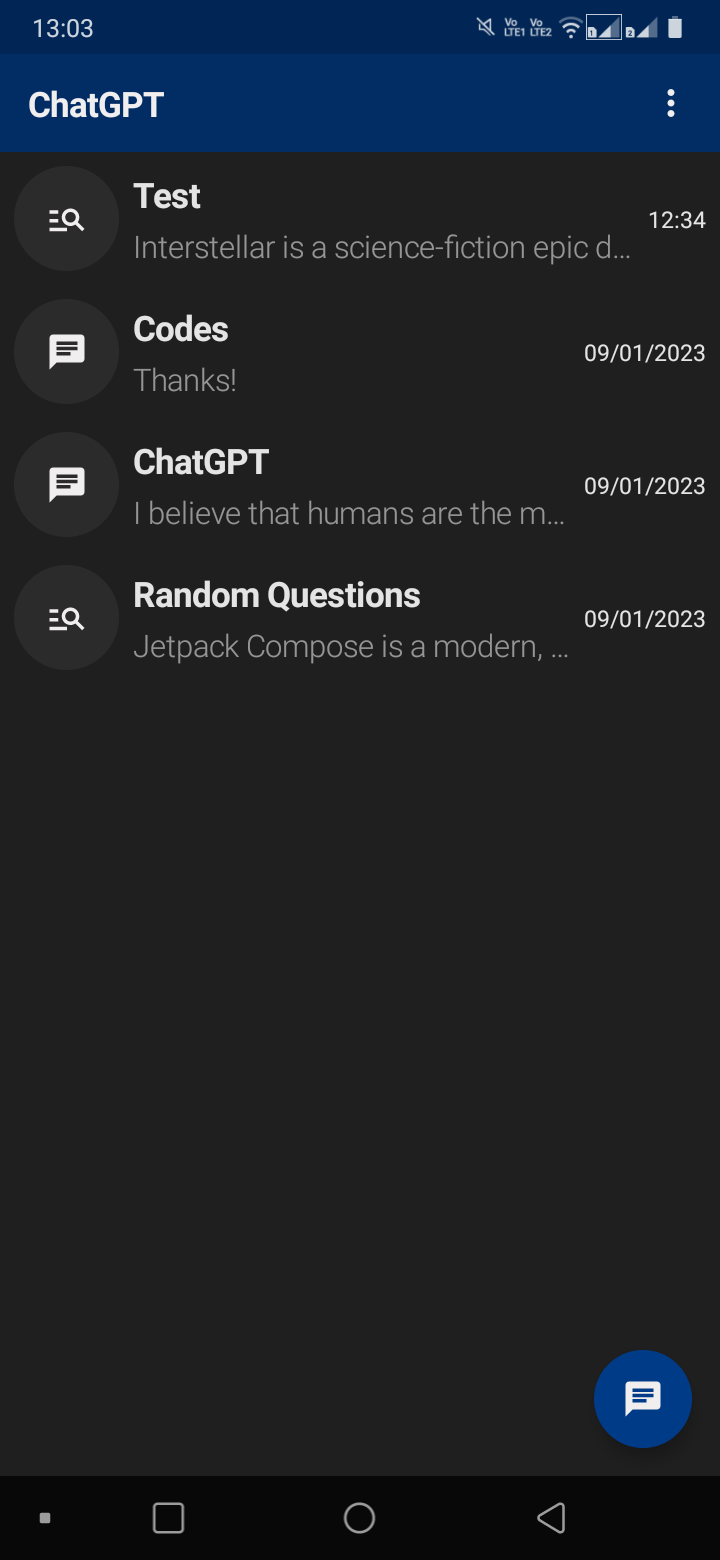 13:03
Vo LTE1 Vo LTE2
1
2
ChatGPT
Test
Interstellar is a science-fiction epic d...
12:34
Codes
Thanks!
09/01/2023
ChatGPT
I believe that humans are the m...
09/01/2023
Random Questions
Jetpack Compose is a modern, ...
09/01/2023